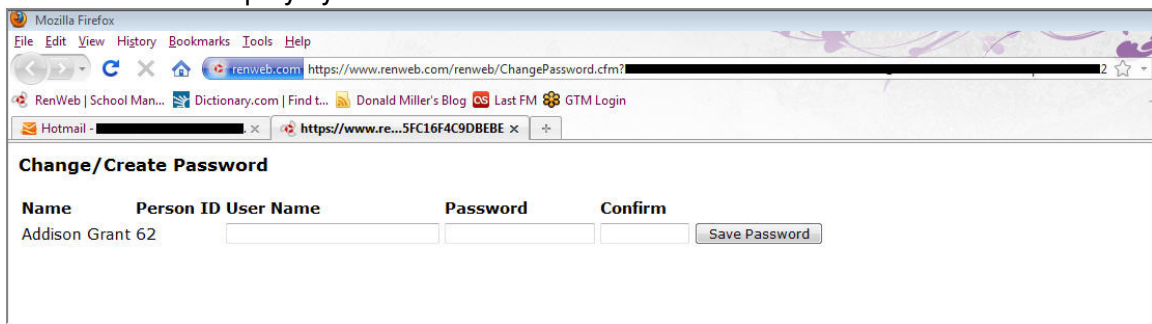 Mozilla Firefox
File Edit View History Bookmarks Tools Help
renweb.com https://www.renweb.com/renweb/ChangePassword.cfm? 2
RenWeb | School Man... Dictionary.com | Find t... Donald Miller's Blog Last FM GTM Login
Hotmail - https://www.re...5FC16F4C9DBEBE
Change/Create Password
Name Person ID User Name Password Confirm
Addison Grant 62 Save Password